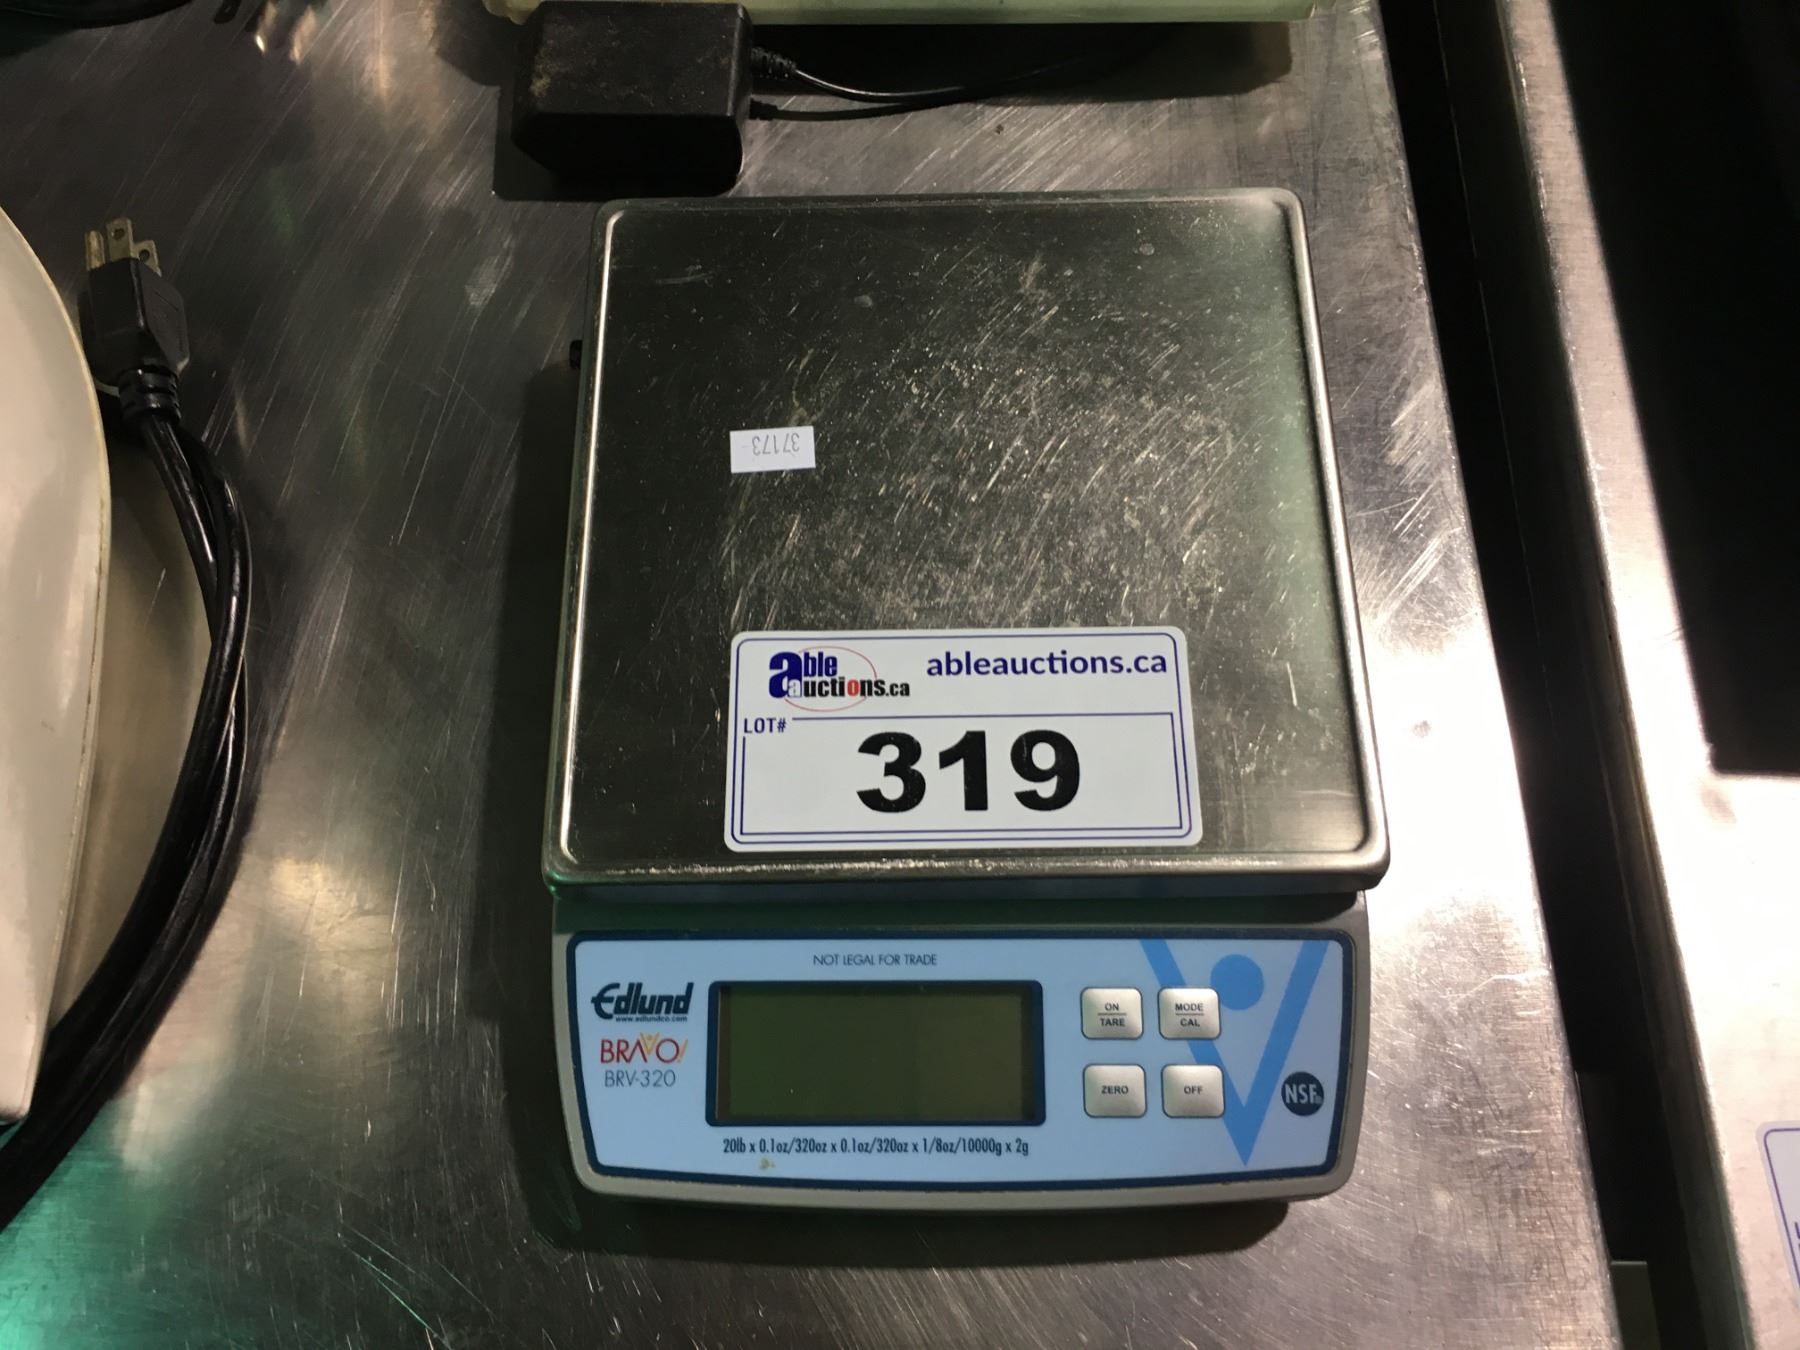 37173
able auctions.ca
ableauctions.ca
LOT#
319
NOT LEGAL FOR TRADE
Edlund
www.edlundco.com
BRAVO!
BRV-320
ON
TARE
MODE
CAL
ZERO
OFF
NSF
20lb x 0.1oz/320oz x 0.1oz/320oz x 1/8oz/10000g x 2g